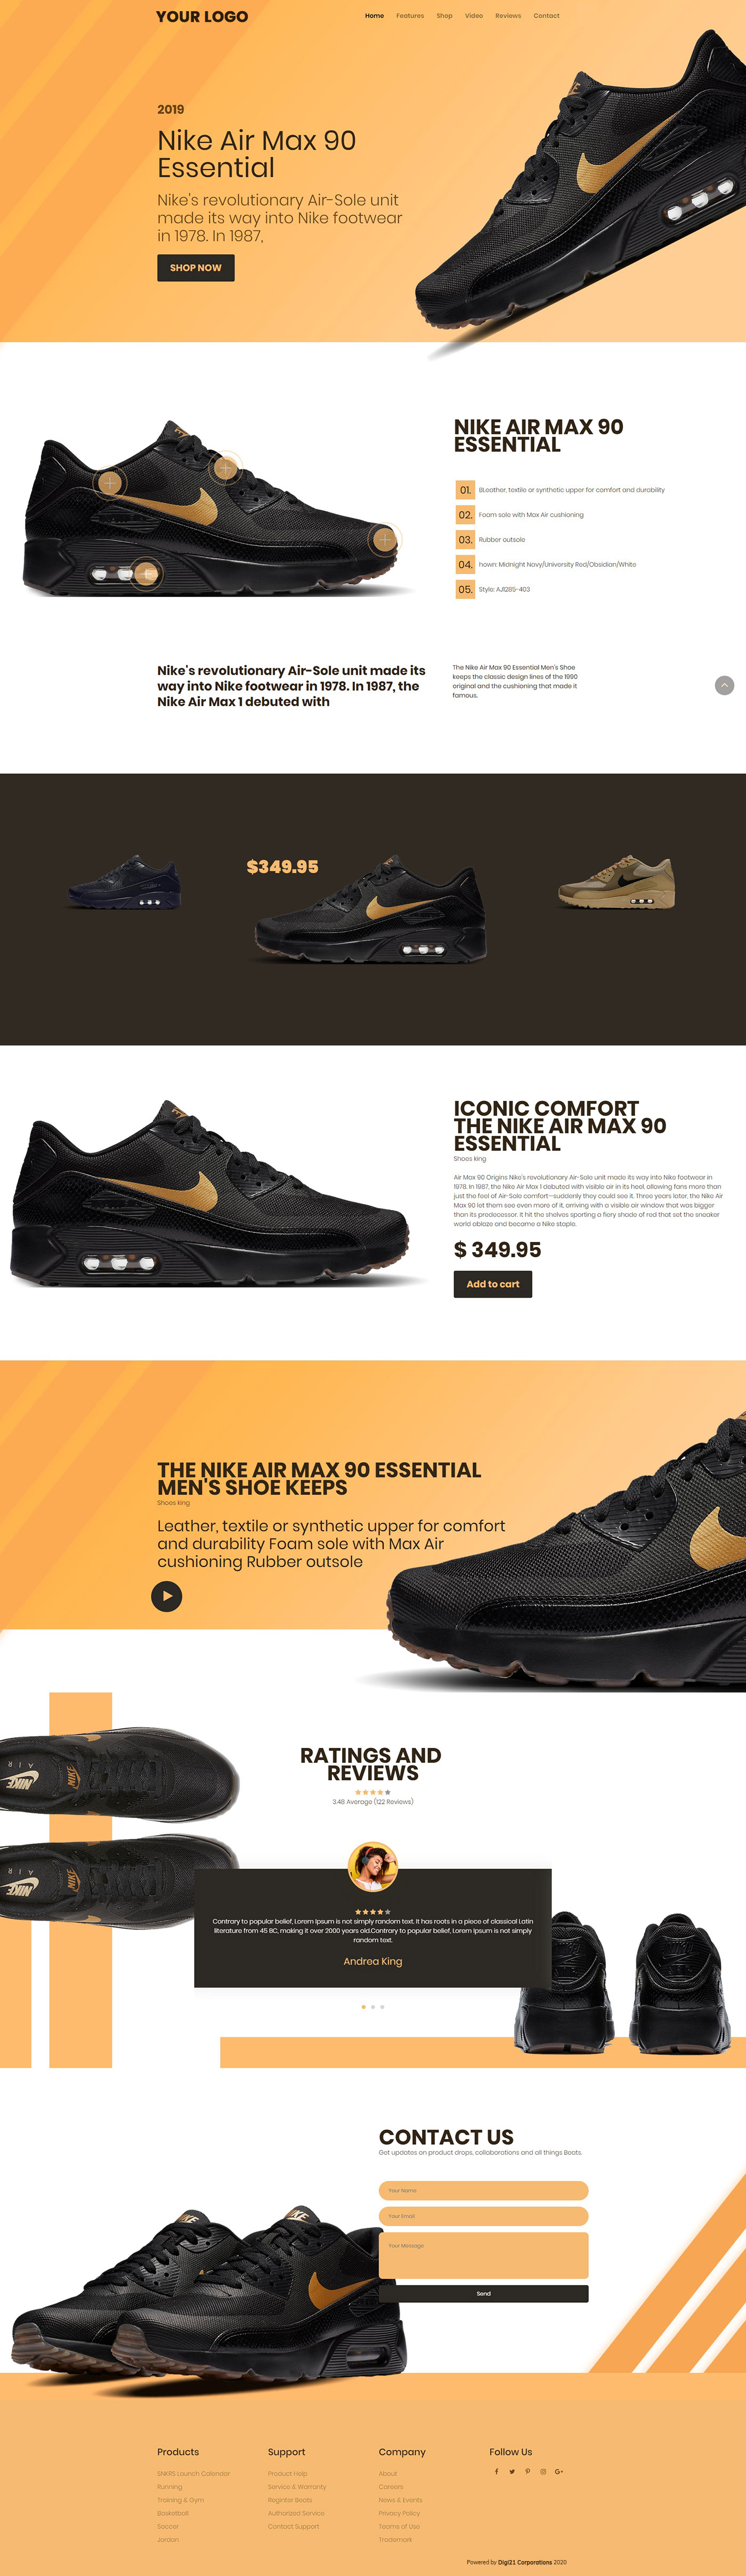 YOUR LOGO
Home Features Shop Video Reviews Contact
2019
Nike Air Max 90
Essential
Nike's revolutionary Air-Sole unit
made its way into Nike footwear
in 1978. In 1987,
SHOP NOW
NIKE AIR MAX 90
ESSENTIAL
01. BLeather, textile or synthetic upper for comfort and durability
02. Foam sole with Max Air cushioning
03. Rubber outsole
04. hown: Midnight Navy/University Red/Obsidian/White
05. Style: AJ1285-403
Nike's revolutionary Air-Sole unit made its
way into Nike footwear in 1978. In 1987, the
Nike Air Max 1 debuted with
The Nike Air Max 90 Essential Men's Shoe
keeps the classic design lines of the 1990
original and the cushioning that made it
famous.
$349.95
ICONIC COMFORT
THE NIKE AIR MAX 90
ESSENTIAL
Shoes king
Air Max 90 Origins Nike's revolutionary Air-Sole unit made its way into Nike footwear in
1978. In 1987, the Nike Air Max 1 debuted with visible air in its heel, allowing fans more than
just the feel of Air-Sole comfort—suddenly they could see it. Three years later, the Nike Air
Max 90 let them see even more of it, arriving with a visible air window that was bigger
than its predecessor. It hit the shelves sporting a fiery shade of red that set the sneaker
world ablaze and became a Nike staple.
$ 349.95
Add to cart
THE NIKE AIR MAX 90 ESSENTIAL
MEN'S SHOE KEEPS
Shoes king
Leather, textile or synthetic upper for comfort
and durability Foam sole with Max Air
cushioning Rubber outsole
AIR
NIKE
NIKE
RATINGS AND
REVIEWS
3.48 Average (122 Reviews)
AIR
NIKE
NIKE
Contrary to popular belief, Lorem Ipsum is not simply random text. It has roots in a piece of classical Latin
literature from 45 BC, making it over 2000 years old.Contrary to popular belief, Lorem Ipsum is not simply
random text.
Andrea King
CONTACT US
Get updates on product drops, collaborations and all things Beats.
Your Name
Your Email
Your Message
Send
Products
SNKRS Launch Calendar
Running
Training & Gym
Basketball
Soccer
Jordan
Support
Product Help
Service & Warranty
Register Beats
Authorized Service
Contact Support
Company
About
Careers
News & Events
Privacy Policy
Teams of Use
Trademark
Follow Us
Powered by Digi21 Corporations 2020